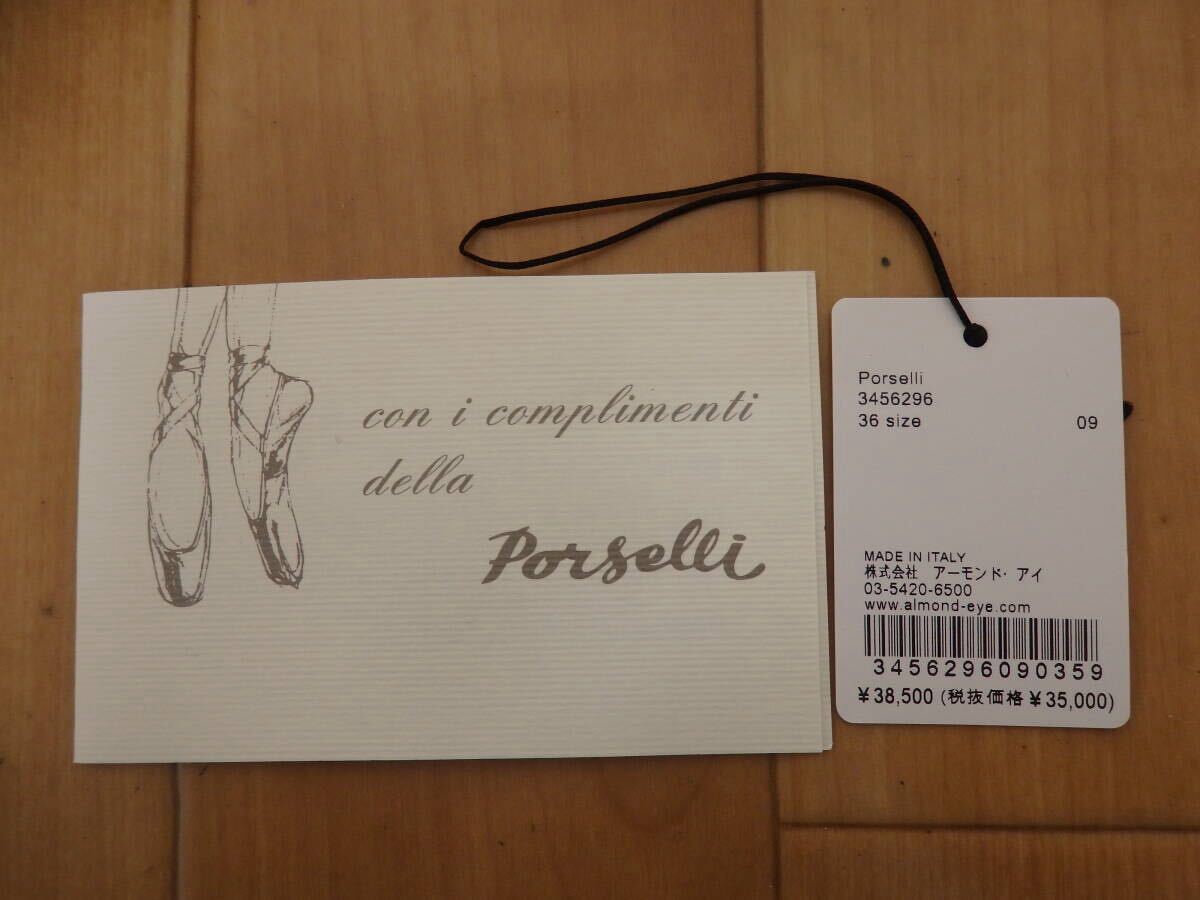 con i complimenti
della
Porselli
Porselli
3456296
36 size 09
MADE IN ITALY
株式会社 アーモンド・アイ
03-5420-6500
www.almond-eye.com
3456296090359
¥38,500 (税抜価格 ¥35,000)